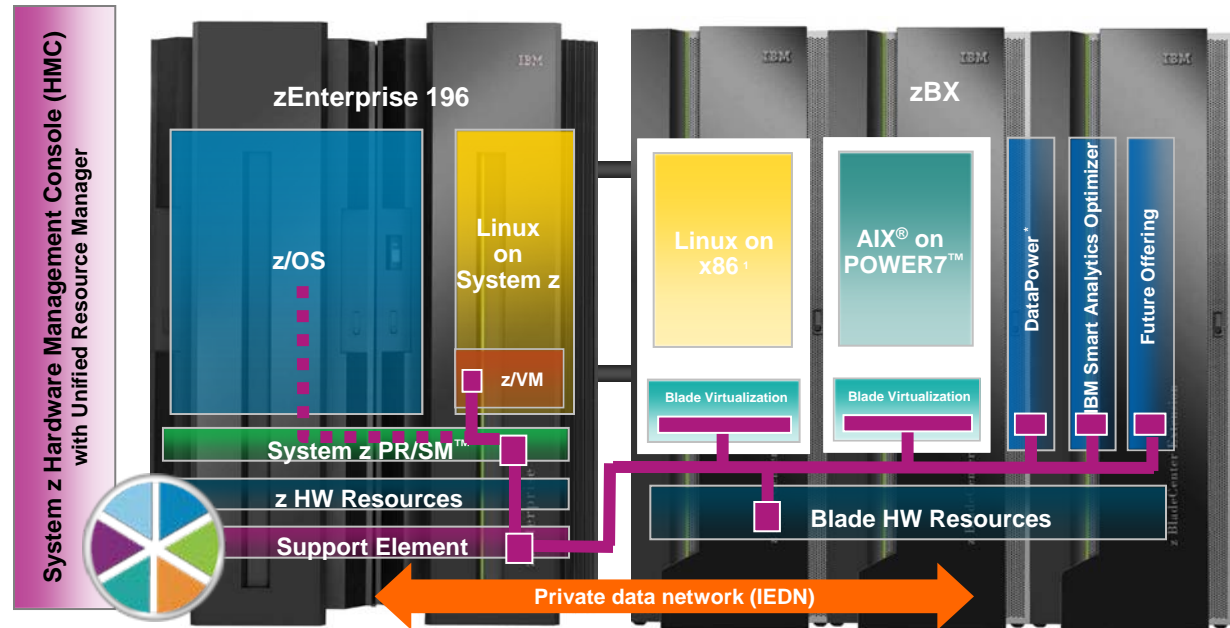 System z Hardware Management Console (HMC)
with Unified Resource Manager
IBM
zEnterprise 196
z/OS
Linux
on
System z
z/VM
System z PR/SM™
z HW Resources
Support Element
IBM
IBM
IBM
zBX
Linux on
x86 1
AIX® on
POWER7™
DataPower*
IBM Smart Analytics Optimizer
Future Offering
Blade Virtualization
Blade Virtualization
Blade HW Resources
Private data network (IEDN)